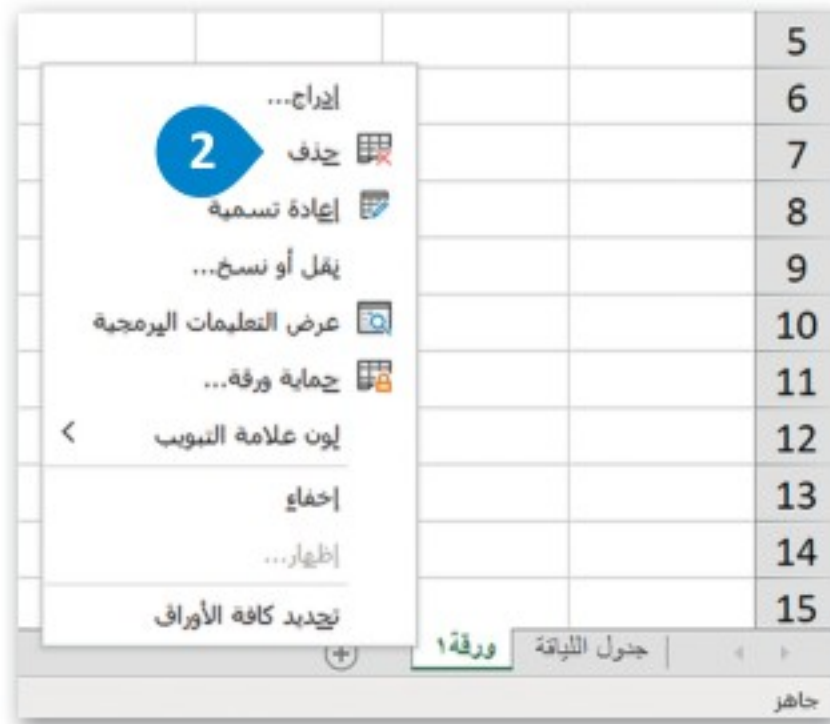 5
6
7
8
9
10
11
12
13
14
15
إدراج...
2
حذف
إعادة تسمية
نقل أو نسخ...
عرض التعليمات البرمجية
حماية ورقة...
لون علامة التبويب
إخفاء
إظهار...
تحديد كافة الأوراق
جدول اللياقة
ورقة١
جاهز